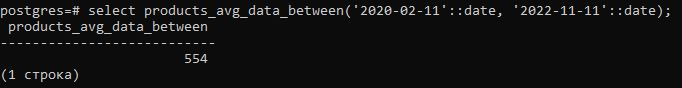 postgres=# select products_avg_data_between('2020-02-11'::date, '2022-11-11'::date);
 products_avg_data_between
---------------------------
                       554
(1 строка)